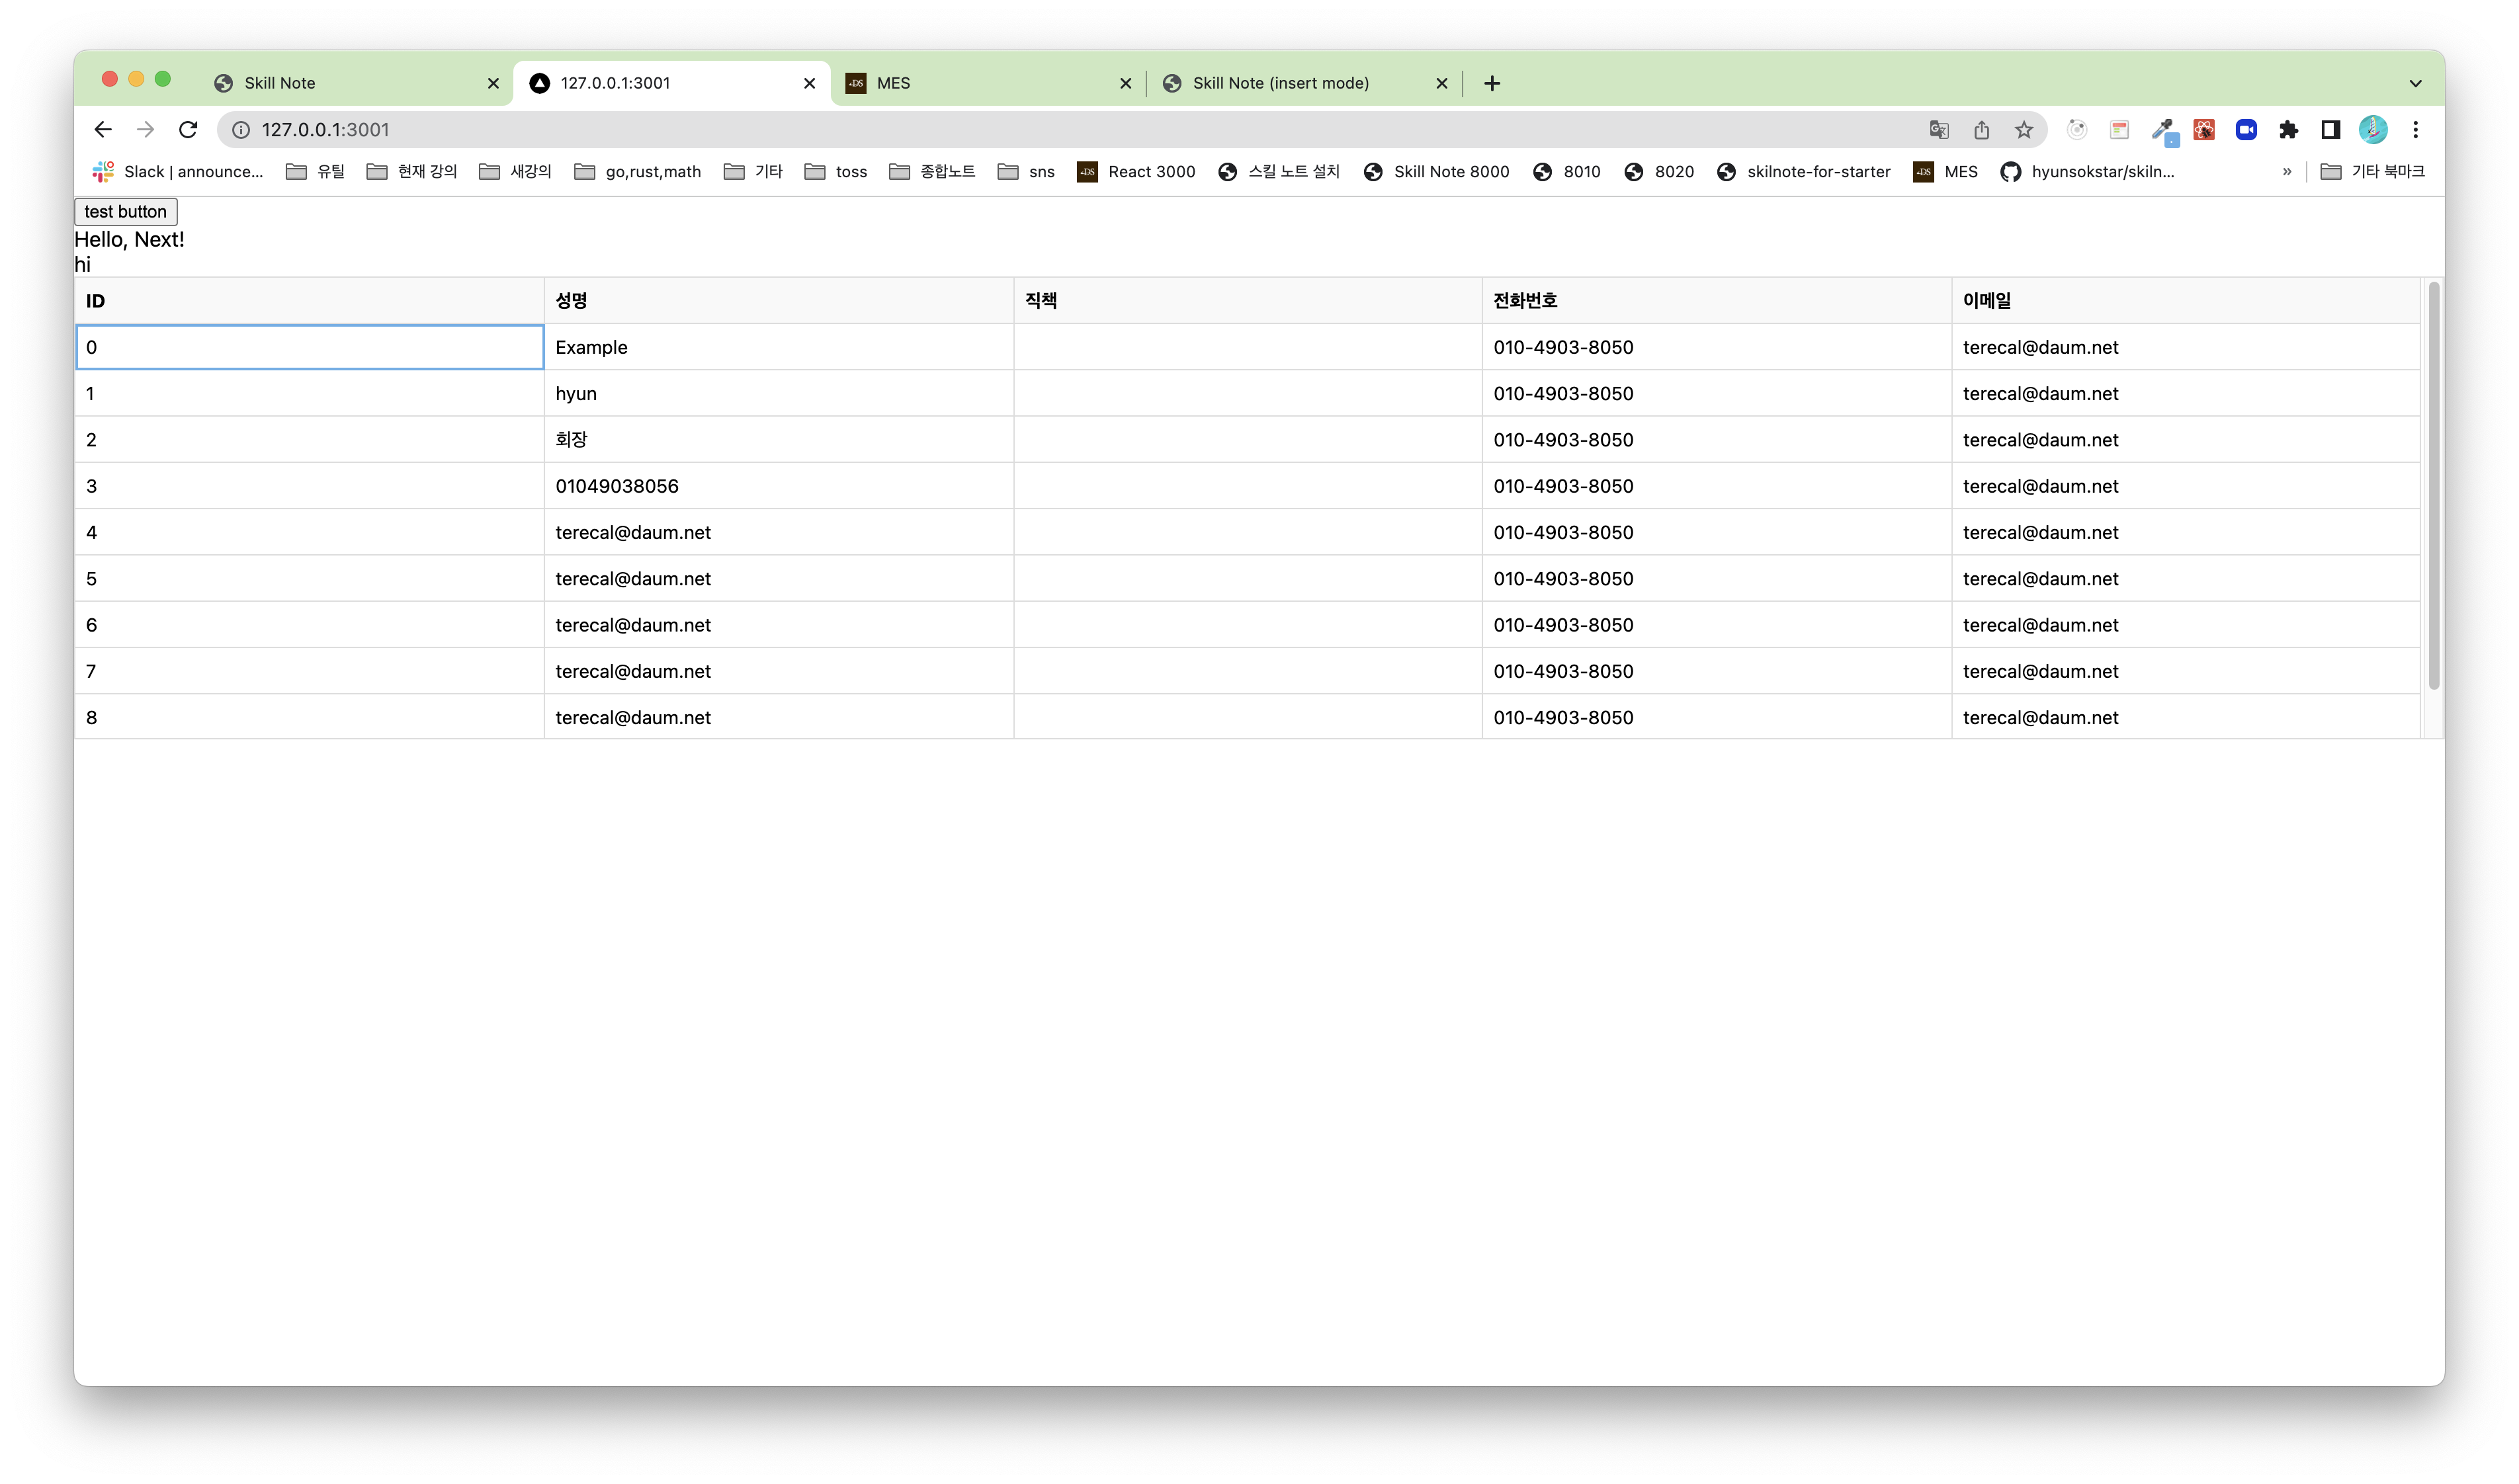 Skill Note
127.0.0.1:3001
MES
Skill Note (insert mode)
127.0.0.1:3001
Slack | announce... 유틸 현재 강의 새강의 go,rust,math 기타 toss 종합노트 sns React 3000 스킬 노트 설치 Skill Note 8000 8010 8020 skilnote-for-starter MES hyunsokstar/skiln... » 기타 북마크
test button
Hello, Next!
hi
ID 성명 직책 전화번호 이메일
0 Example 010-4903-8050 terecal@daum.net
1 hyun 010-4903-8050 terecal@daum.net
2 회장 010-4903-8050 terecal@daum.net
3 01049038056 010-4903-8050 terecal@daum.net
4 terecal@daum.net 010-4903-8050 terecal@daum.net
5 terecal@daum.net 010-4903-8050 terecal@daum.net
6 terecal@daum.net 010-4903-8050 terecal@daum.net
7 terecal@daum.net 010-4903-8050 terecal@daum.net
8 terecal@daum.net 010-4903-8050 terecal@daum.net